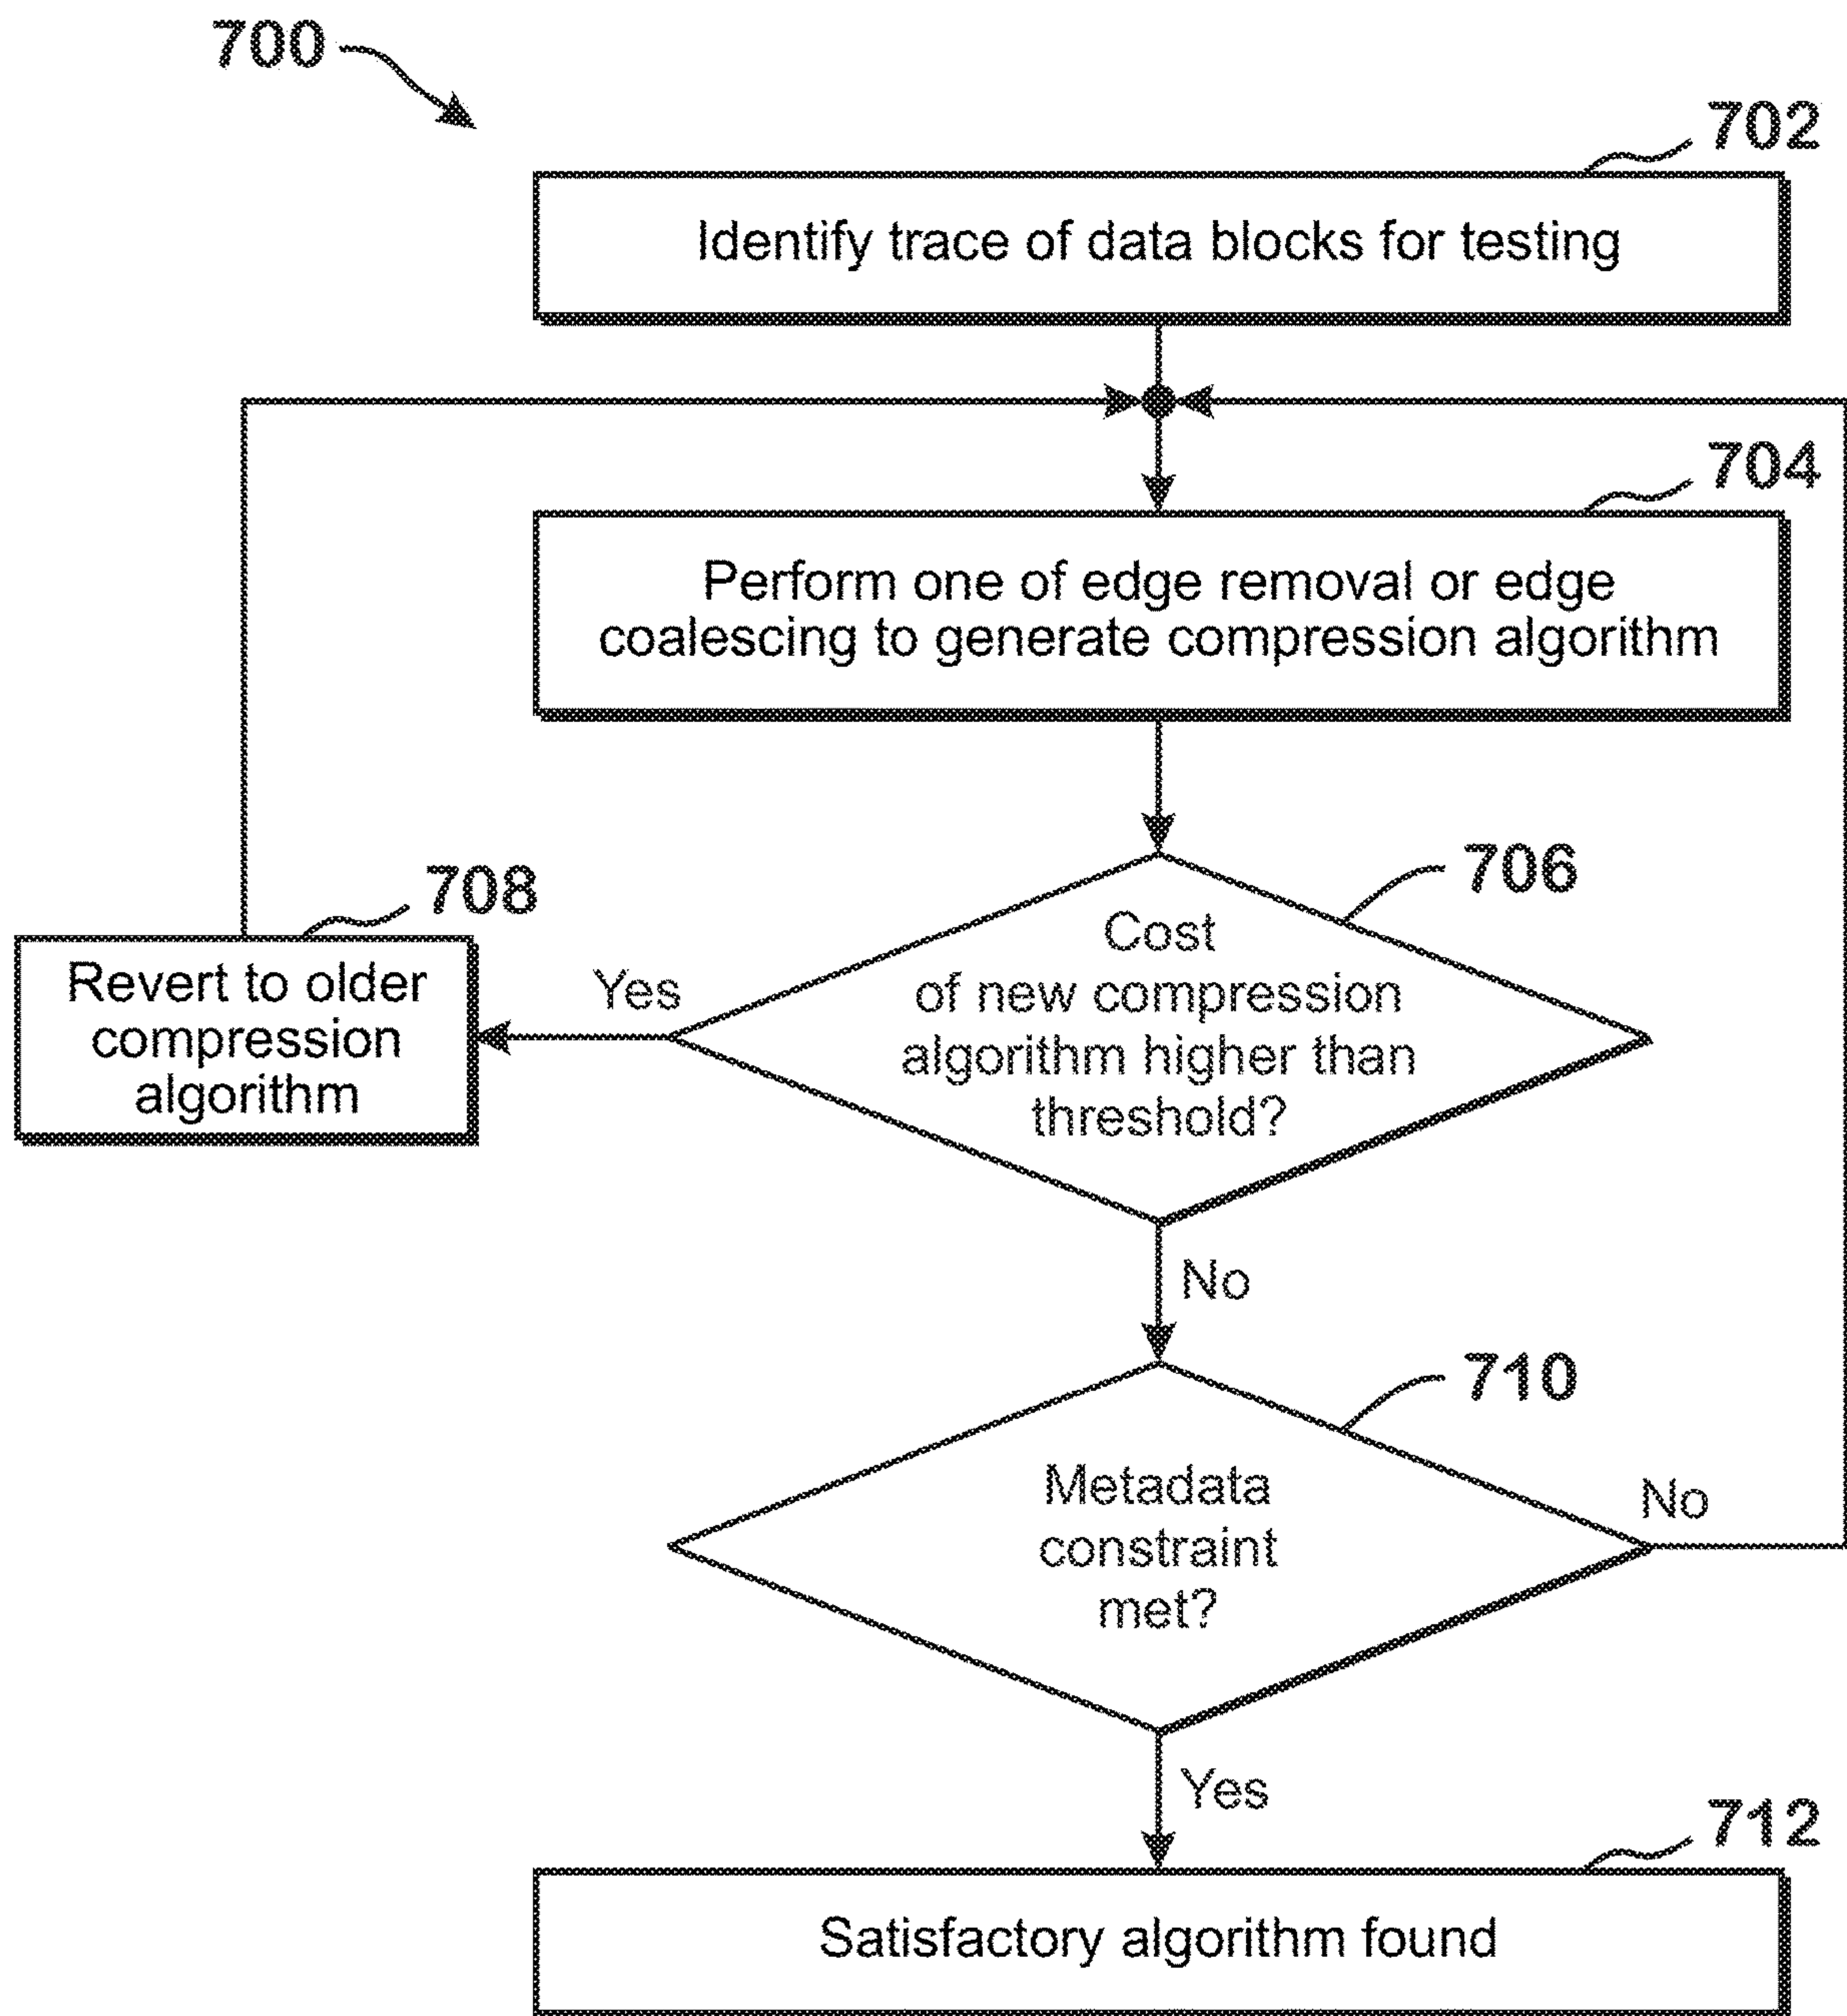 700
702
Identify trace of data blocks for testing
704
Perform one of edge removal or edge
coalescing to generate compression algorithm
706
708
Cost
of new compression
algorithm higher than
threshold?
Yes
Revert to older
compression
algorithm
No
710
Metadata
constraint
met?
No
Yes
712
Satisfactory algorithm found